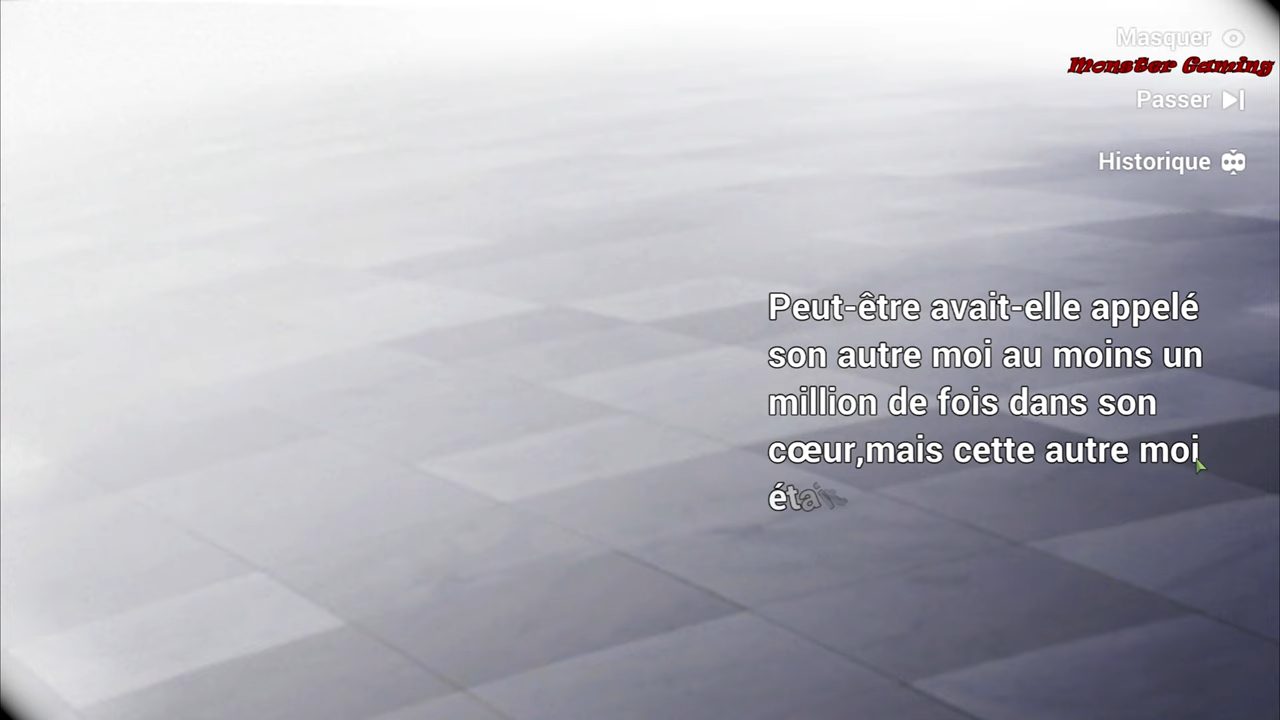 Masquer
Monster Gaming
Passer
Historique
Peut-être avait-elle appelé
son autre moi au moins un
million de fois dans son
cœur,mais cette autre moi
était